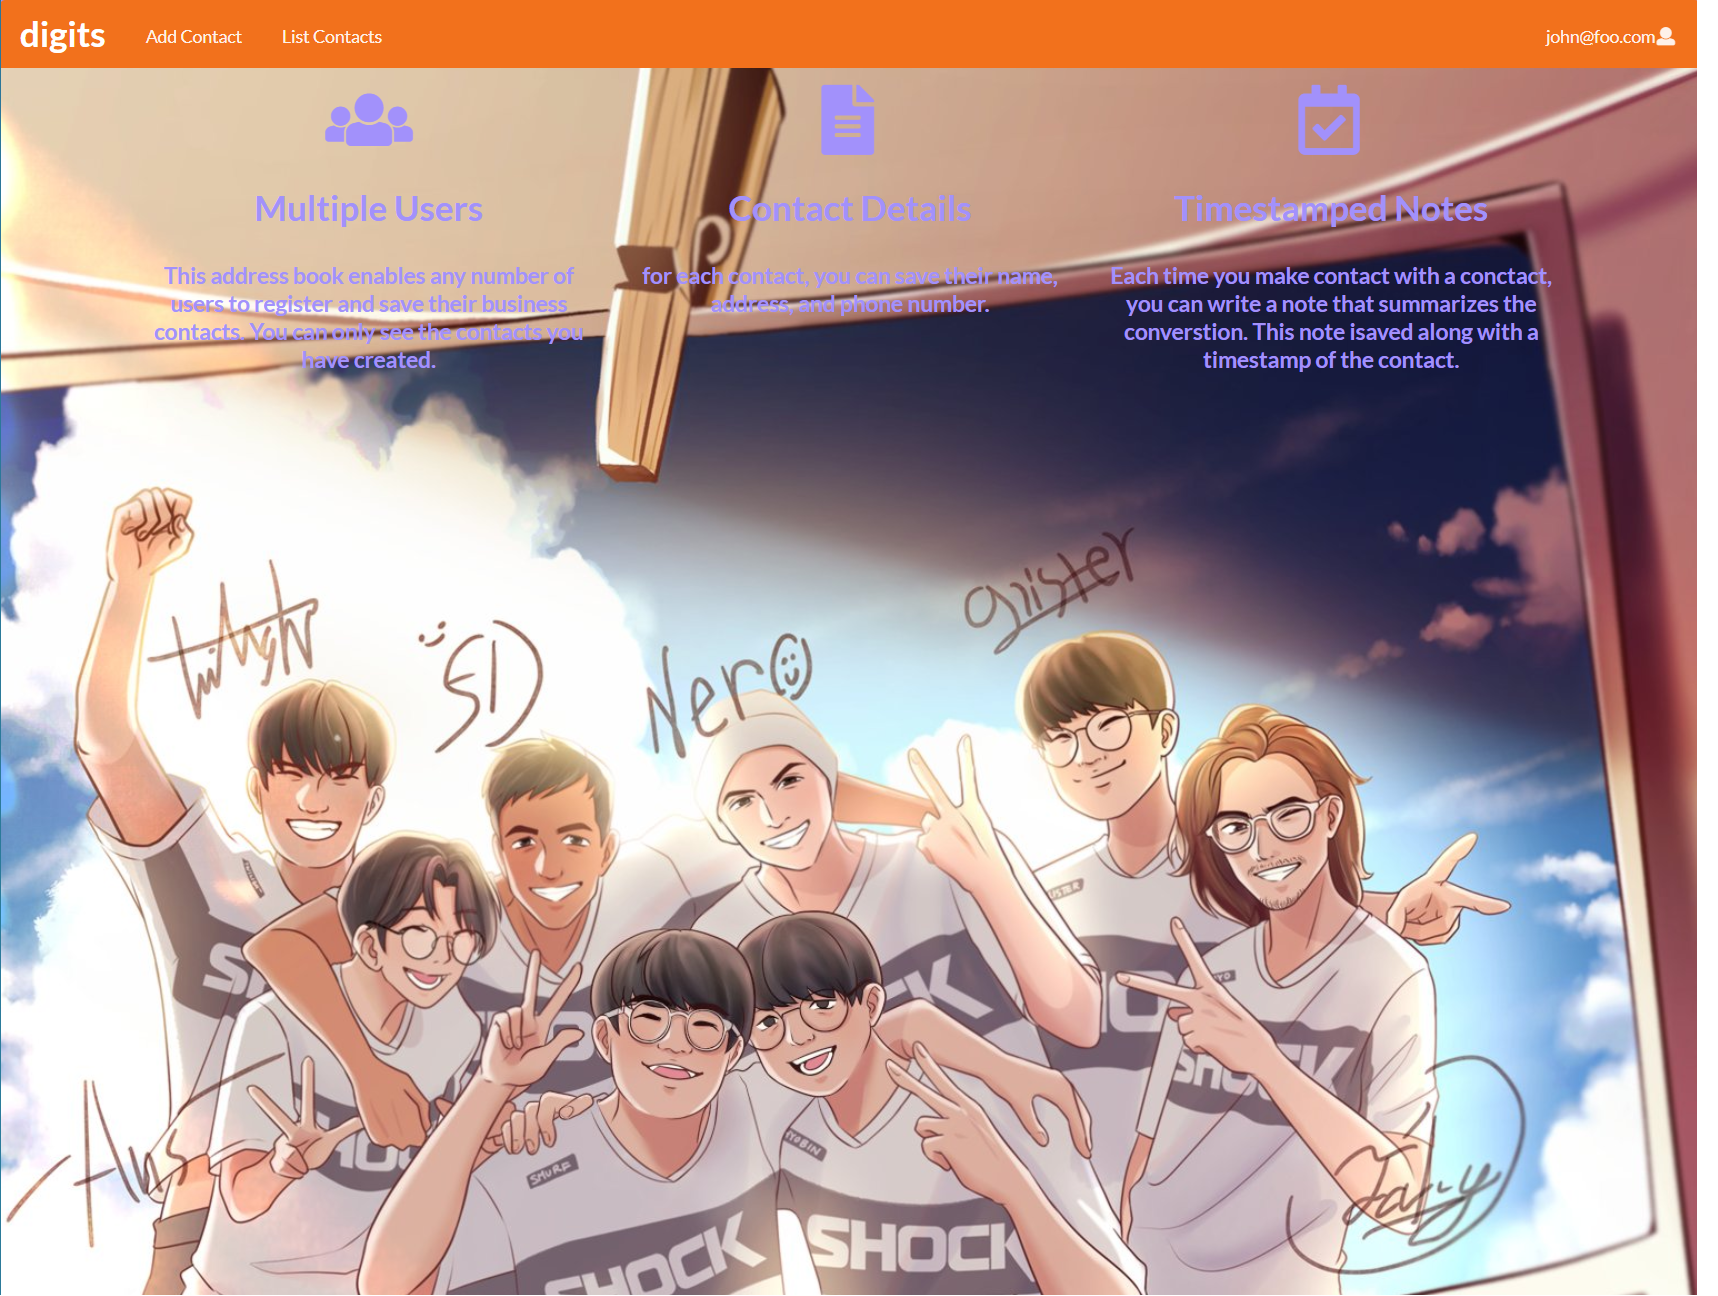 digits Add Contact List Contacts john@foo.com
Multiple Users
This address book enables any number of
users to register and save their business
contacts. You can only see the contacts you
have created.
Contact Details
for each contact, you can save their name,
address, and phone number.
Timestamped Notes
Each time you make contact with a conctact,
you can write a note that summarizes the
converstion. This note isaved along with a
timestamp of the contact.
SD
Nero
SHOCK
SMURF
SHOCK
SHOCK